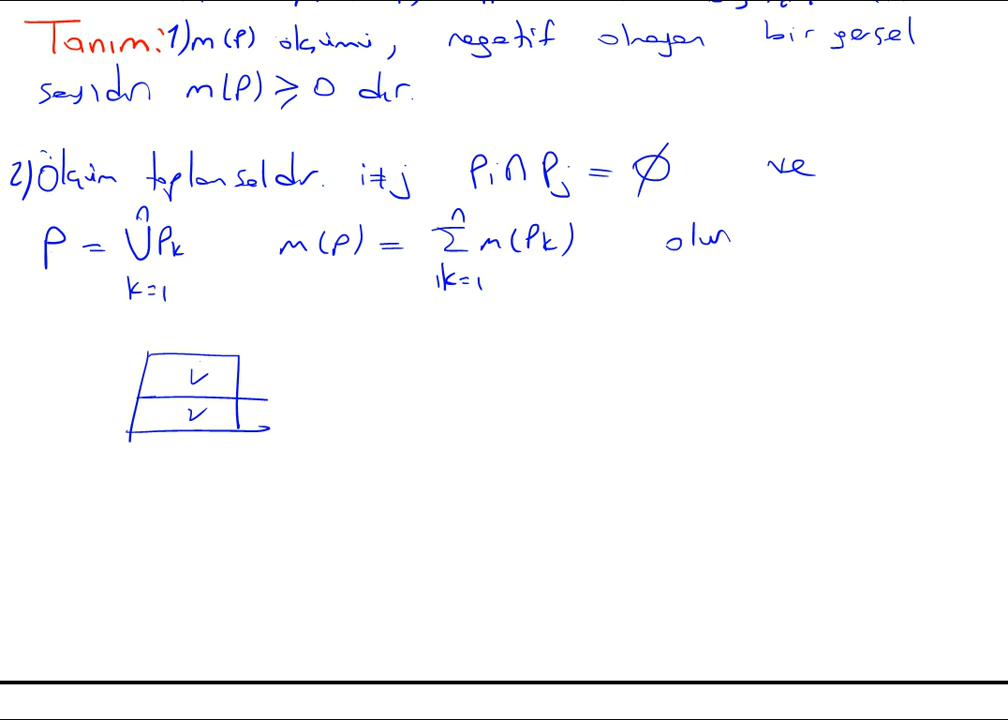 Tanım: 1) m(P) ölçümü, negatif olmayan bir gerçel
sayıdır m(P) ≥ 0 dır.
2) Ölçüm toplamsaldır. i≠j Pi∩Pj = ∅ ve
P = ⋃_{k=1}^{n} Pk m(P) = ∑_{k=1}^{n} m(Pk) olur